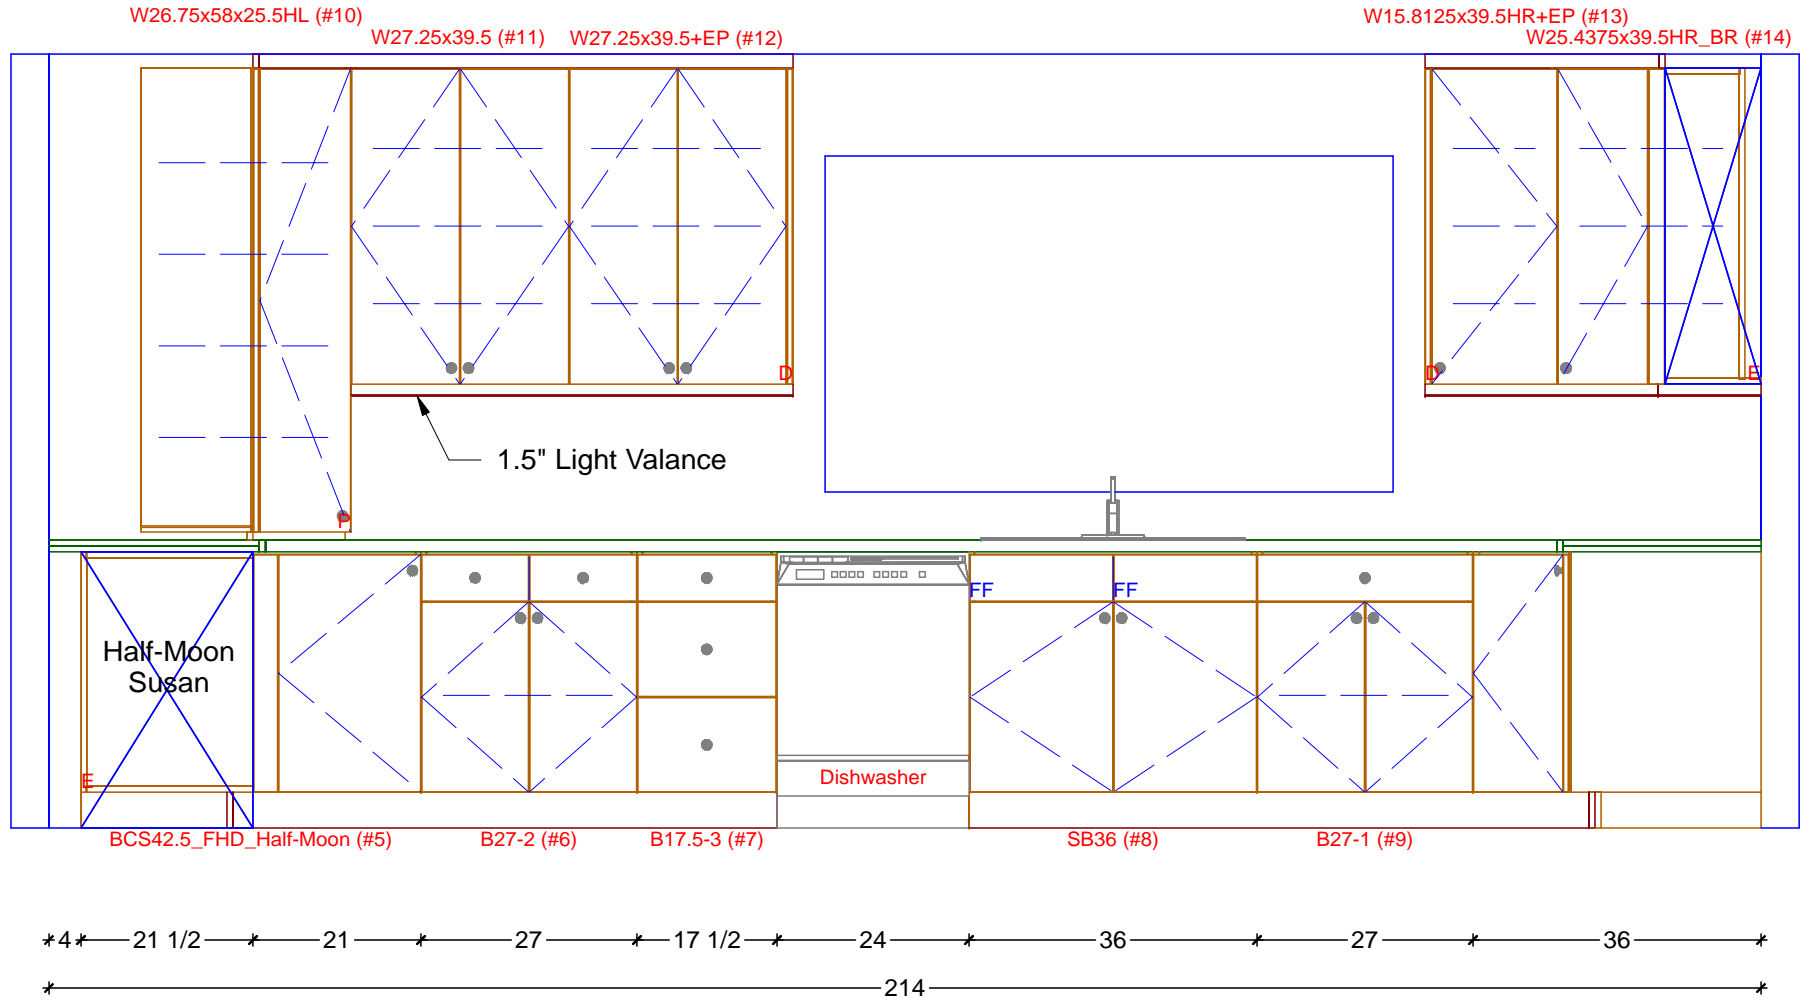 W26.75x58x25.5HL (#10)
W15.8125x39.5HR+EP (#13)
W27.25x39.5 (#11)
W27.25x39.5+EP (#12)
W25.4375x39.5HR_BR (#14)
D
D
E
1.5" Light Valance
P
FF
FF
Half-Moon
Susan
E
Dishwasher
BCS42.5_FHD_Half-Moon (#5)
B27-2 (#6)
B17.5-3 (#7)
SB36 (#8)
B27-1 (#9)
4 21 1/2 21 27 17 1/2 24 36 27 36
214